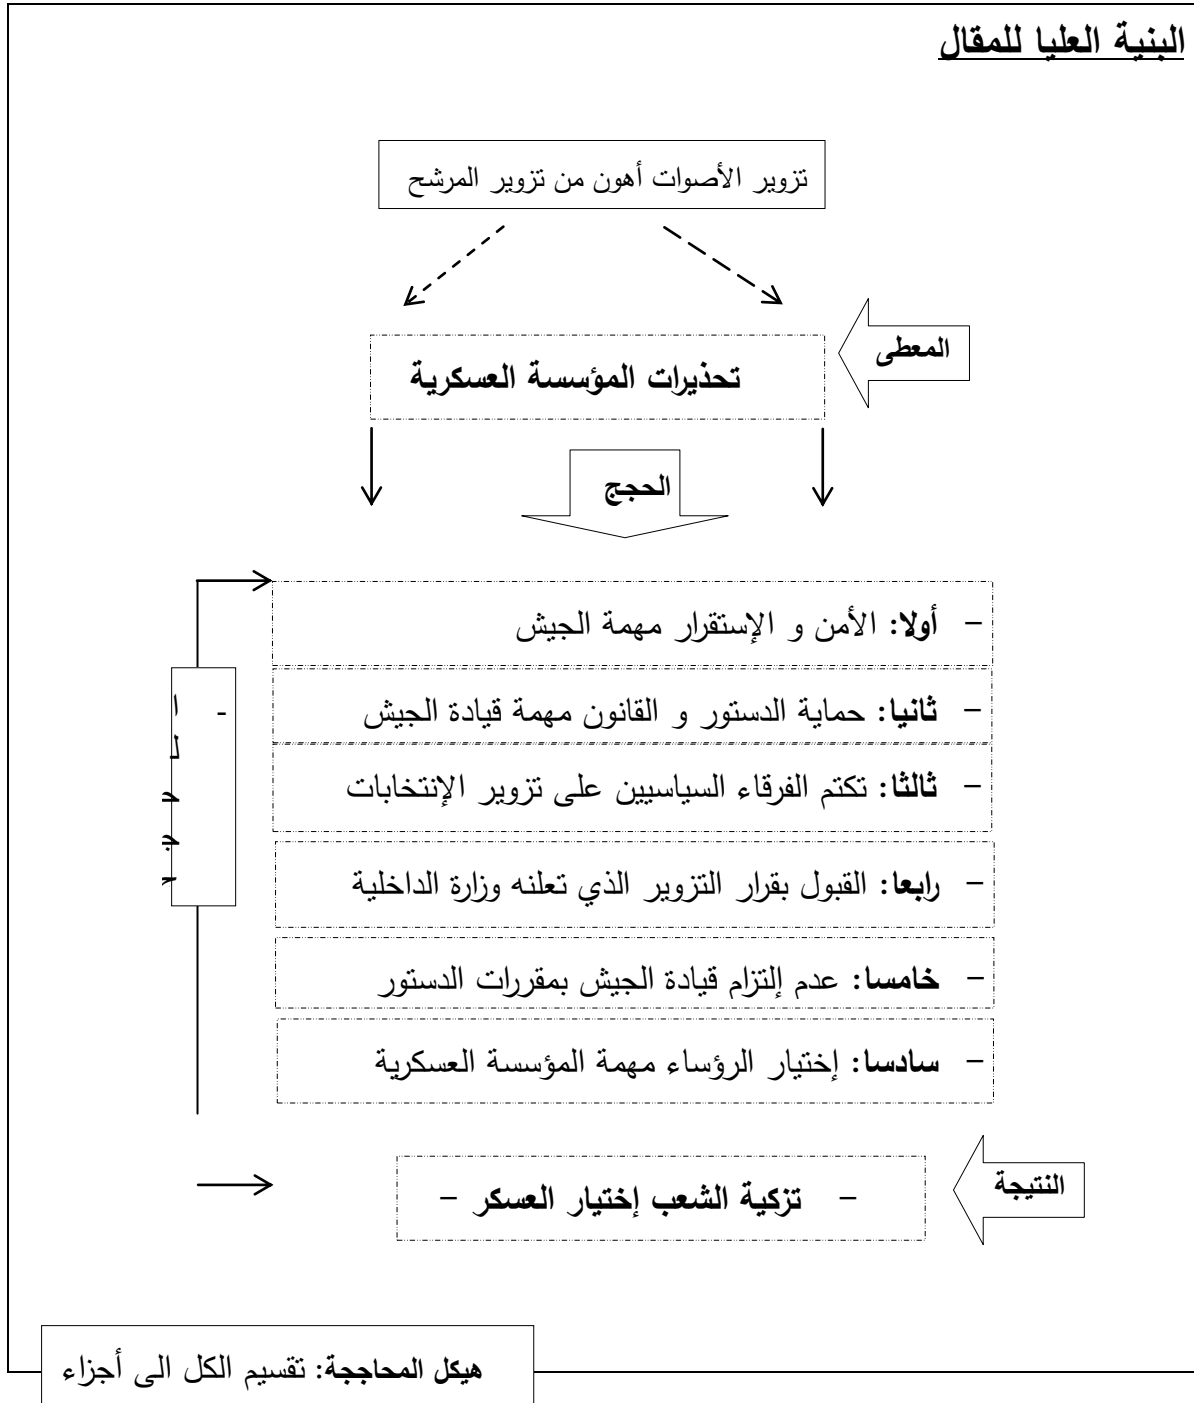 البنية العليا للمقال
تزوير الأصوات أهون من تزوير المرشح
المعطى
تحذيرات المؤسسة العسكرية
الحجج
– أولا: الأمن و الإستقرار مهمة الجيش
– ثانيا: حماية الدستور و القانون مهمة قيادة الجيش
– ثالثا: تكتم الفرقاء السياسيين على تزوير الإنتخابات
– رابعا: القبول بقرار التزوير الذي تعلنه وزارة الداخلية
– خامسا: عدم إلتزام قيادة الجيش بمقررات الدستور
– سادسا: إختيار الرؤساء مهمة المؤسسة العسكرية
النتيجة
– تزكية الشعب إختيار العسكر –
هيكل المحاججة: تقسيم الكل الى أجزاء